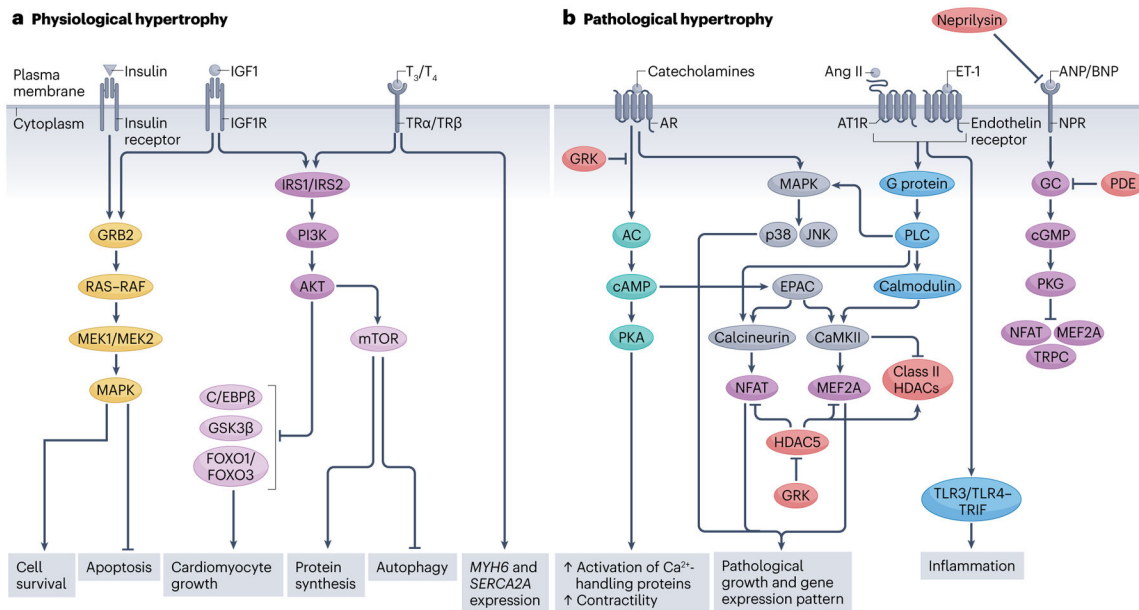 a Physiological hypertrophy
Plasma
membrane
Cytoplasm
Insulin
Insulin
receptor
IGF1
IGF1R
T3/T4
TRα/TRβ
IRS1/IRS2
GRB2
PI3K
RAS–RAF
AKT
MEK1/MEK2
mTOR
MAPK
C/EBPβ
GSK3β
FOXO1/
FOXO3
Cell
survival
Apoptosis
Cardiomyocyte
growth
Protein
synthesis
Autophagy
MYH6 and
SERCA2A
expression
b Pathological hypertrophy
Neprilysin
Catecholamines
AR
Ang II
AT1R
ET-1
Endothelin
receptor
ANP/BNP
NPR
GRK
MAPK
G protein
GC
PDE
AC
p38
JNK
PLC
cGMP
cAMP
EPAC
Calmodulin
PKG
PKA
Calcineurin
CaMKII
NFAT
MEF2A
TRPC
NFAT
MEF2A
Class II
HDACs
HDAC5
GRK
TLR3/TLR4–
TRIF
↑ Activation of Ca2+-
handling proteins
↑ Contractility
Pathological
growth and gene
expression pattern
Inflammation